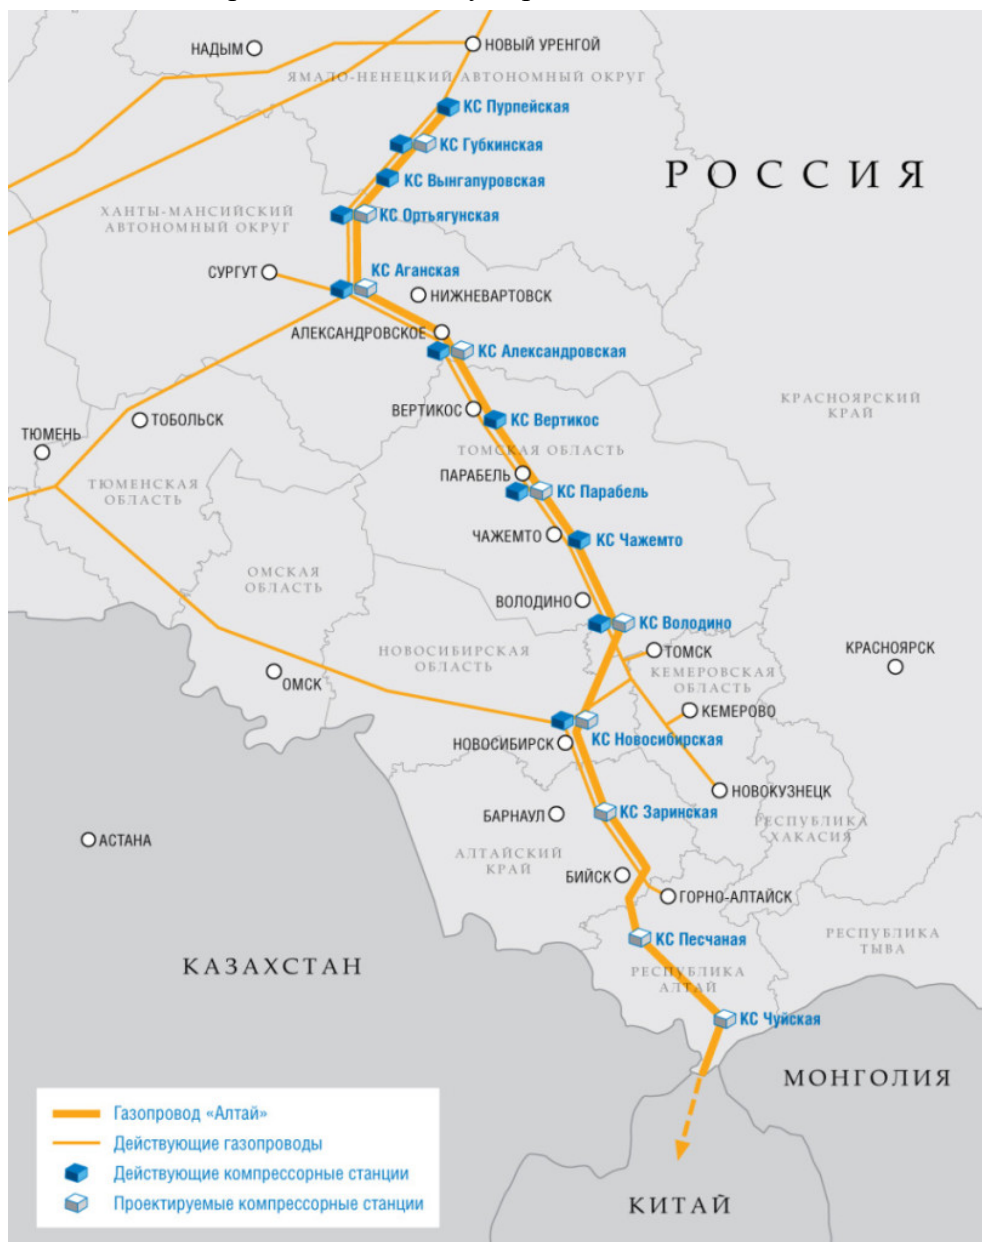 НАДЫМ
НОВЫЙ УРЕНГОЙ
ЯМАЛО-НЕНЕЦКИЙ АВТОНОМНЫЙ ОКРУГ
КС Пурпейская
КС Губкинская
КС Вынгапуровская
РОССИЯ
ХАНТЫ-МАНСИЙСКИЙ
АВТОНОМНЫЙ ОКРУГ
КС Ортьягунская
СУРГУТ
КС Аганская
НИЖНЕВАРТОВСК
АЛЕКСАНДРОВСКОЕ
КС Александровская
КРАСНОЯРСКИЙ
КРАЙ
ВЕРТИКОС
КС Вертикос
ТОБОЛЬСК
ТЮМЕНЬ
ТОМСКАЯ ОБЛАСТЬ
ПАРАБЕЛЬ
ТЮМЕНСКАЯ
ОБЛАСТЬ
КС Парабель
ЧАЖЕМТО
КС Чажемто
ОМСКАЯ
ОБЛАСТЬ
ВОЛОДИНО
КС Володино
НОВОСИБИРСКАЯ
ОБЛАСТЬ
ТОМСК
КРАСНОЯРСК
КЕМЕРОВСКАЯ
ОБЛАСТЬ
ОМСК
КЕМЕРОВО
КС Новосибирская
НОВОСИБИРСК
НОВОКУЗНЕЦК
БАРНАУЛ
КС Заринская
РЕСПУБЛИКА
ХАКАСИЯ
АСТАНА
АЛТАЙСКИЙ
КРАЙ
БИЙСК
ГОРНО-АЛТАЙСК
КС Песчаная
РЕСПУБЛИКА
ТЫВА
КАЗАХСТАН
РЕСПУБЛИКА
АЛТАЙ
КС Чуйская
МОНГОЛИЯ
Газопровод «Алтай»
Действующие газопроводы
Действующие компрессорные станции
Проектируемые компрессорные станции
КИТАЙ